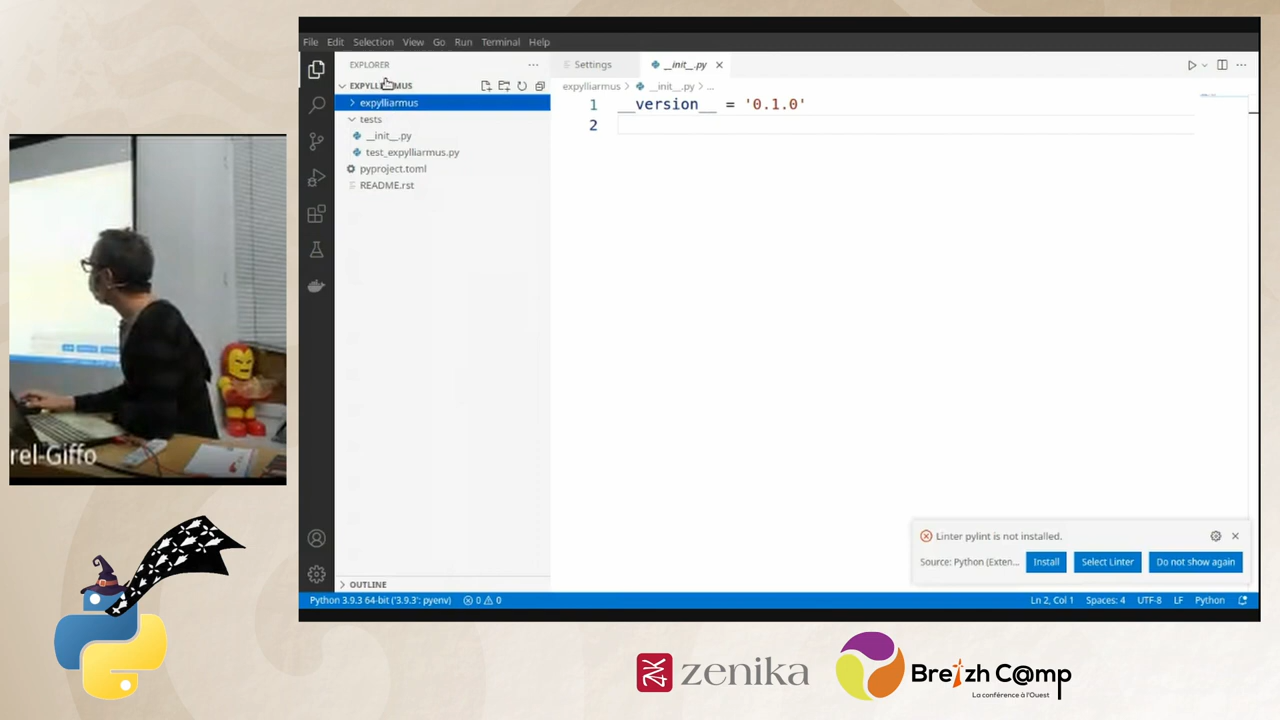 File Edit Selection View Go Run Terminal Help
EXPLORER
Settings
__init__.py
EXPYLLIARMUS
expylliarmus > __init__.py > ...
expylliarmus
tests
__init__.py
test_expylliarmus.py
pyproject.toml
README.rst
1 __version__ = '0.1.0'
2
rel-Giffo
Linter pylint is not installed.
Source: Python (Exten...
Install
Select Linter
Do not show again
OUTLINE
Python 3.9.3 64-bit ('3.9.3': pyenv)
0
0
Ln 2, Col 1
Spaces: 4
UTF-8
LF
Python
zenika
Breizh C@mp
La conférence à l'Ouest